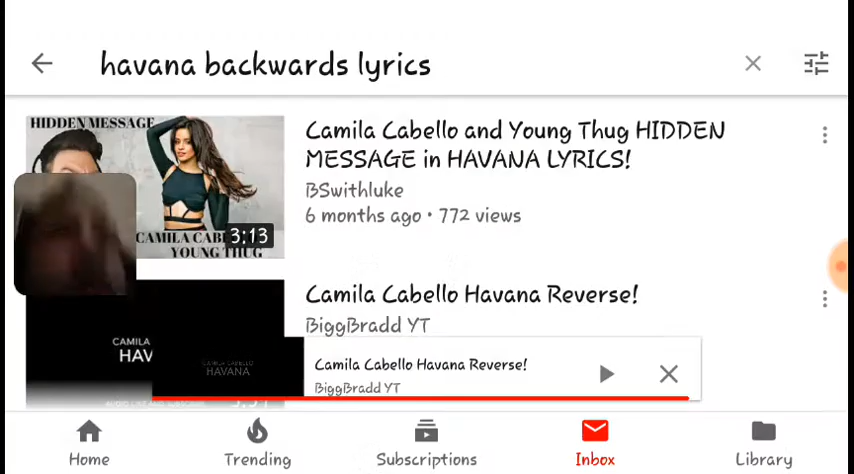 havana backwards lyrics
HIDDEN MESSAGE
CAMILA CAB
YOUNG THUG
3:13
Camila Cabello and Young Thug HIDDEN
MESSAGE in HAVANA LYRICS!
BSwithluke
6 months ago • 772 views
CAMILA
HAV
Camila Cabello Havana Reverse!
BiggBradd YT
CAMILA CABELLO
HAVANA
Camila Cabello Havana Reverse!
BiggBradd YT
Home
Trending
Subscriptions
Inbox
Library